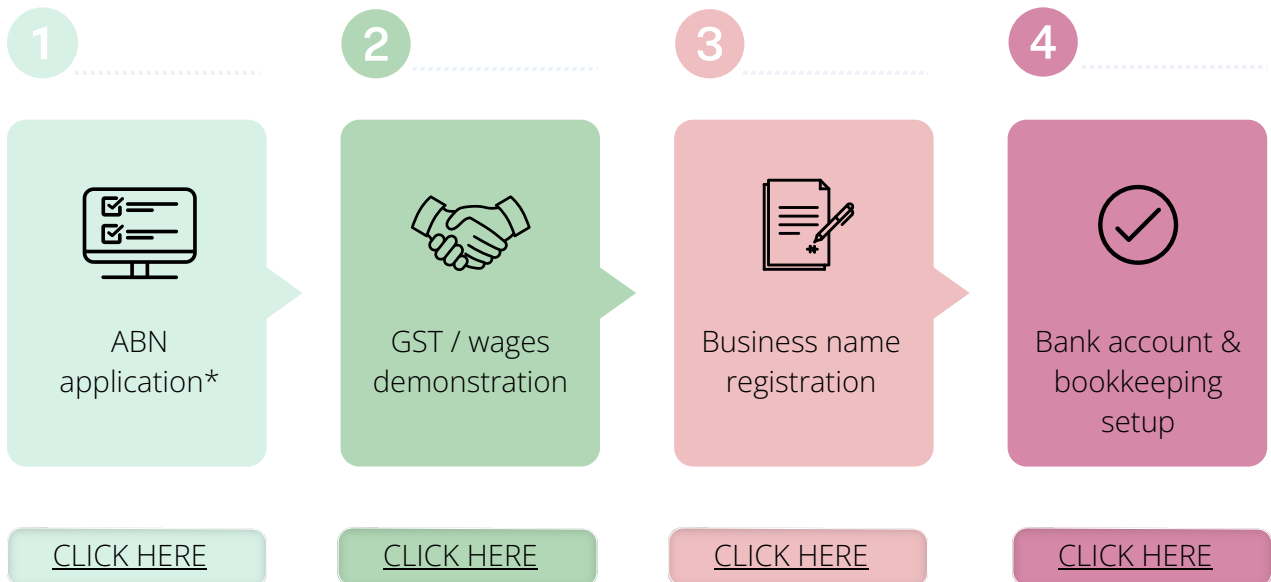 1
2
3
4
ABN
application*
GST / wages
demonstration
Business name
registration
Bank account &
bookkeeping
setup
CLICK HERE
CLICK HERE
CLICK HERE
CLICK HERE